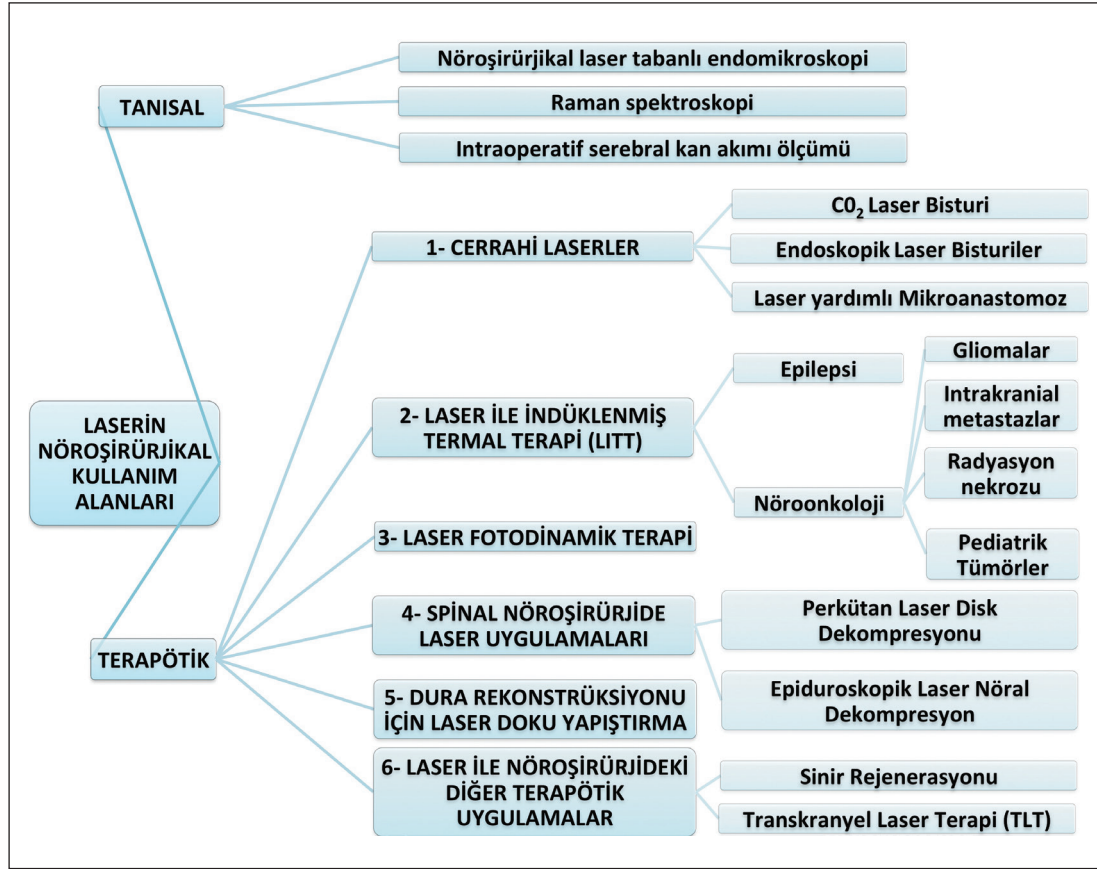 LASERİN
NÖROŞİRÜRJİKAL
KULLANIM
ALANLARI
TANISAL
Nöroşirürjikal laser tabanlı endomikroskopi
Raman spektroskopi
Intraoperatif serebral kan akımı ölçümü
TERAPÖTİK
1- CERRAHİ LASERLER
C0₂ Laser Bisturi
Endoskopik Laser Bisturiler
Laser yardımlı Mikroanastomoz
2- LASER İLE İNDÜKLENMİŞ
TERMAL TERAPİ (LITT)
Epilepsi
Nöroonkoloji
Gliomalar
Intrakranial
metastazlar
Radyasyon
nekrozu
Pediatrik
Tümörler
3- LASER FOTODİNAMİK TERAPİ
4- SPİNAL NÖROŞİRÜRJİDE
LASER UYGULAMALARI
Perkütan Laser Disk
Dekompresyonu
Epiduroskopik Laser Nöral
Dekompresyon
5- DURA REKONSTRÜKSİYONU
İÇİN LASER DOKU YAPIŞTIRMA
6- LASER İLE NÖROŞİRÜRJİDEKİ
DİĞER TERAPÖTİK
UYGULAMALAR
Sinir Rejenerasyonu
Transkranyel Laser Terapi (TLT)